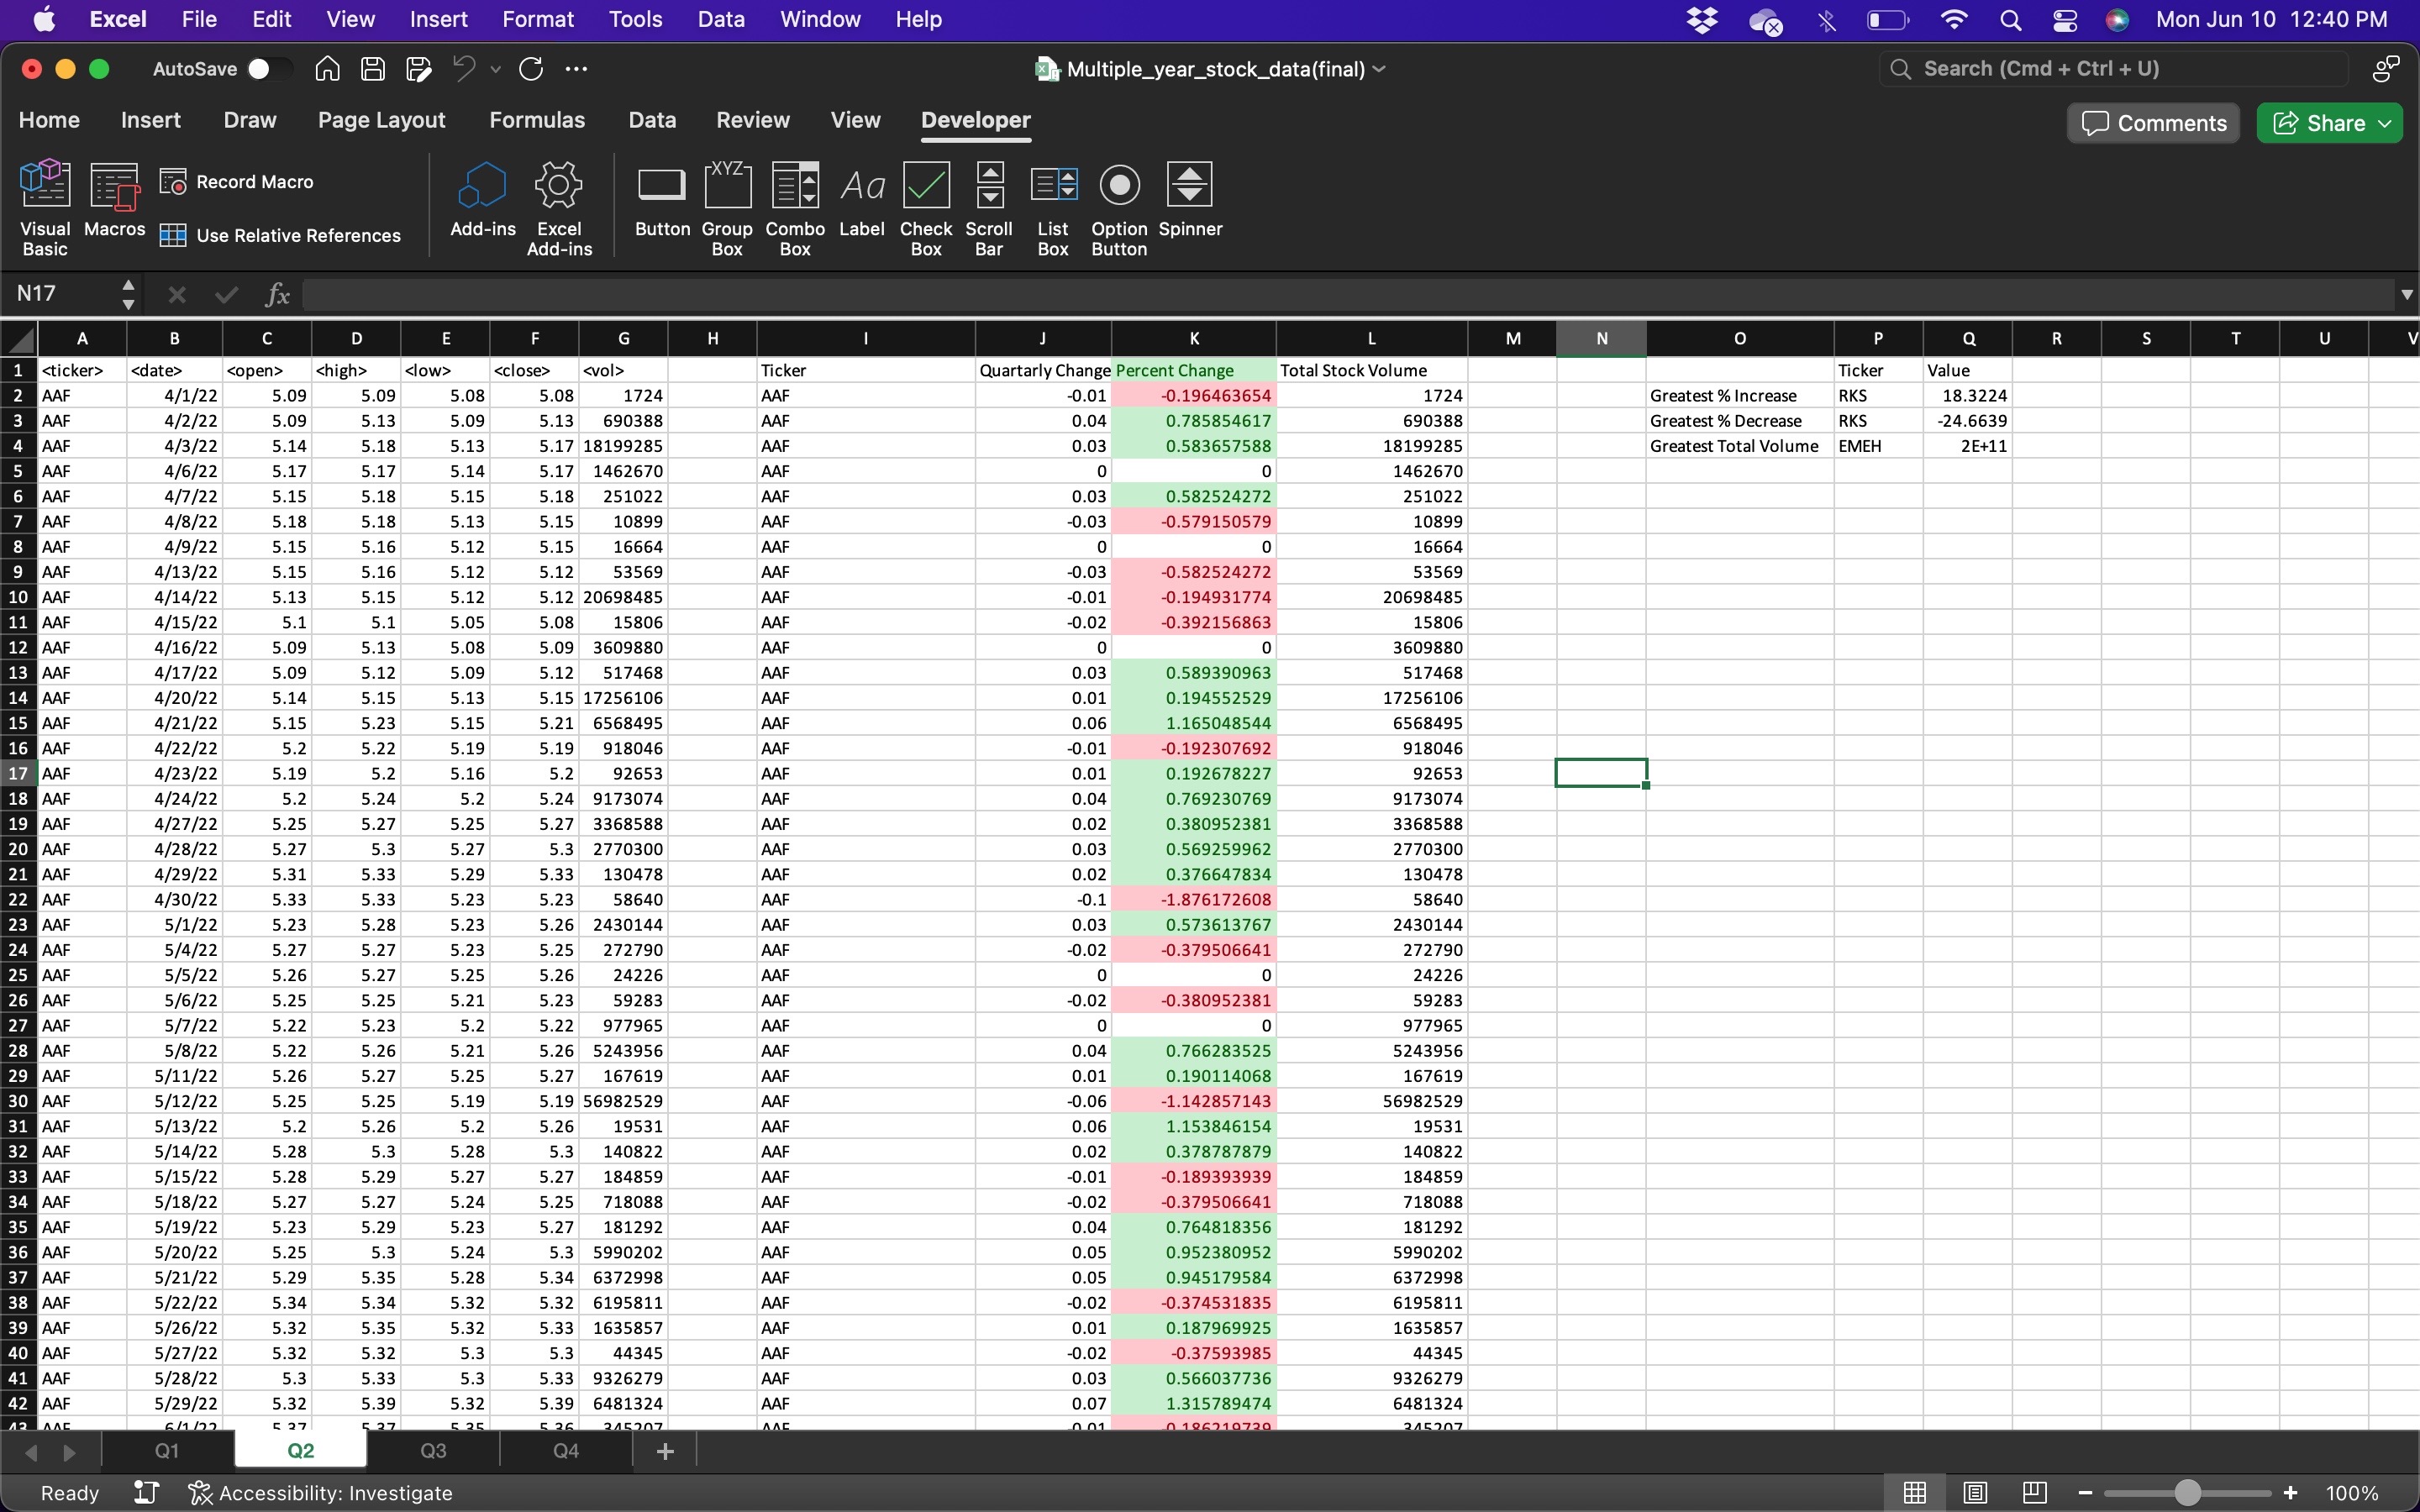 Excel File Edit View Insert Format Tools Data Window Help Mon Jun 10 12:40 PM
AutoSave Multiple_year_stock_data(final) Search (Cmd + Ctrl + U)
Home Insert Draw Page Layout Formulas Data Review View Developer Comments Share
Visual Basic Macros Record Macro Use Relative References Add-ins Excel Add-ins Button XYZ Group Box Combo Box Aa Label Check Box Scroll Bar List Box Option Button Spinner
N17 fx
A B C D E F G H I J K L M N O P Q R S T U V
1 <ticker> <date> <open> <high> <low> <close> <vol> Ticker Quartarly Change Percent Change Total Stock Volume Ticker Value
2 AAF 4/1/22 5.09 5.09 5.08 5.08 1724 AAF -0.01 -0.196463654 1724 Greatest % Increase RKS 18.3224
3 AAF 4/2/22 5.09 5.13 5.09 5.13 690388 AAF 0.04 0.785854617 690388 Greatest % Decrease RKS -24.6639
4 AAF 4/3/22 5.14 5.18 5.13 5.17 18199285 AAF 0.03 0.583657588 18199285 Greatest Total Volume EMEH 2E+11
5 AAF 4/6/22 5.17 5.17 5.14 5.17 1462670 AAF 0 0 1462670
6 AAF 4/7/22 5.15 5.18 5.15 5.18 251022 AAF 0.03 0.582524272 251022
7 AAF 4/8/22 5.18 5.18 5.13 5.15 10899 AAF -0.03 -0.579150579 10899
8 AAF 4/9/22 5.15 5.16 5.12 5.15 16664 AAF 0 0 16664
9 AAF 4/13/22 5.15 5.16 5.12 5.12 53569 AAF -0.03 -0.582524272 53569
10 AAF 4/14/22 5.13 5.15 5.12 5.12 20698485 AAF -0.01 -0.194931774 20698485
11 AAF 4/15/22 5.1 5.1 5.05 5.08 15806 AAF -0.02 -0.392156863 15806
12 AAF 4/16/22 5.09 5.13 5.08 5.09 3609880 AAF 0 0 3609880
13 AAF 4/17/22 5.09 5.12 5.09 5.12 517468 AAF 0.03 0.589390963 517468
14 AAF 4/20/22 5.14 5.15 5.13 5.15 17256106 AAF 0.01 0.194552529 17256106
15 AAF 4/21/22 5.15 5.23 5.15 5.21 6568495 AAF 0.06 1.165048544 6568495
16 AAF 4/22/22 5.2 5.22 5.19 5.19 918046 AAF -0.01 -0.192307692 918046
17 AAF 4/23/22 5.19 5.2 5.16 5.2 92653 AAF 0.01 0.192678227 92653
18 AAF 4/24/22 5.2 5.24 5.2 5.24 9173074 AAF 0.04 0.769230769 9173074
19 AAF 4/27/22 5.25 5.27 5.25 5.27 3368588 AAF 0.02 0.380952381 3368588
20 AAF 4/28/22 5.27 5.3 5.27 5.3 2770300 AAF 0.03 0.569259962 2770300
21 AAF 4/29/22 5.31 5.33 5.29 5.33 130478 AAF 0.02 0.376647834 130478
22 AAF 4/30/22 5.33 5.33 5.23 5.23 58640 AAF -0.1 -1.876172608 58640
23 AAF 5/1/22 5.23 5.28 5.23 5.26 2430144 AAF 0.03 0.573613767 2430144
24 AAF 5/4/22 5.27 5.27 5.23 5.25 272790 AAF -0.02 -0.379506641 272790
25 AAF 5/5/22 5.26 5.27 5.25 5.26 24226 AAF 0 0 24226
26 AAF 5/6/22 5.25 5.25 5.21 5.23 59283 AAF -0.02 -0.380952381 59283
27 AAF 5/7/22 5.22 5.23 5.2 5.22 977965 AAF 0 0 977965
28 AAF 5/8/22 5.22 5.26 5.21 5.26 5243956 AAF 0.04 0.766283525 5243956
29 AAF 5/11/22 5.26 5.27 5.25 5.27 167619 AAF 0.01 0.190114068 167619
30 AAF 5/12/22 5.25 5.25 5.19 5.19 56982529 AAF -0.06 -1.142857143 56982529
31 AAF 5/13/22 5.2 5.26 5.2 5.26 19531 AAF 0.06 1.153846154 19531
32 AAF 5/14/22 5.28 5.3 5.28 5.3 140822 AAF 0.02 0.378787879 140822
33 AAF 5/15/22 5.28 5.29 5.27 5.27 184859 AAF -0.01 -0.189393939 184859
34 AAF 5/18/22 5.27 5.27 5.24 5.25 718088 AAF -0.02 -0.379506641 718088
35 AAF 5/19/22 5.23 5.29 5.23 5.27 181292 AAF 0.04 0.764818356 181292
36 AAF 5/20/22 5.25 5.3 5.24 5.3 5990202 AAF 0.05 0.952380952 5990202
37 AAF 5/21/22 5.29 5.35 5.28 5.34 6372998 AAF 0.05 0.945179584 6372998
38 AAF 5/22/22 5.34 5.34 5.32 5.32 6195811 AAF -0.02 -0.374531835 6195811
39 AAF 5/26/22 5.32 5.35 5.32 5.33 1635857 AAF 0.01 0.187969925 1635857
40 AAF 5/27/22 5.32 5.32 5.3 5.3 44345 AAF -0.02 -0.37593985 44345
41 AAF 5/28/22 5.3 5.33 5.3 5.33 9326279 AAF 0.03 0.566037736 9326279
42 AAF 5/29/22 5.32 5.39 5.32 5.39 6481324 AAF 0.07 1.315789474 6481324
43 AAF 6/1/22 5.37 5.37 5.35 5.36 345207 AAF -0.01 -0.186219739 345207
Q1 Q2 Q3 Q4 +
Ready Accessibility: Investigate 100%